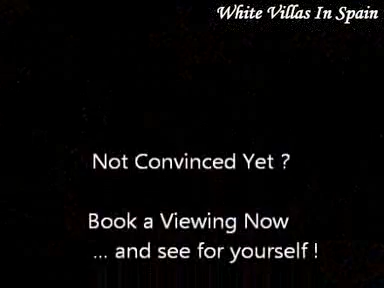 White Villas In Spain
Not Convinced Yet ?
Book a Viewing Now
... and see for yourself !